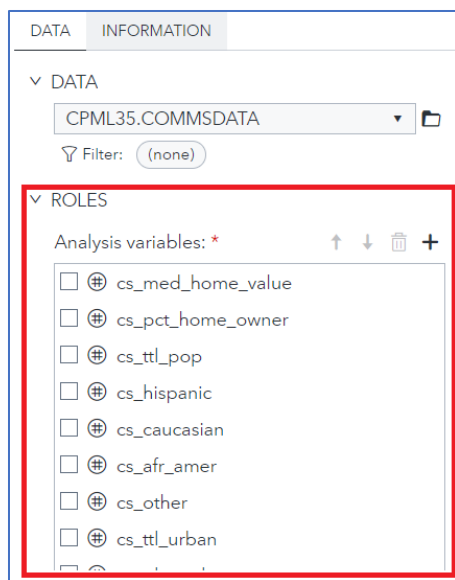 DATA INFORMATION
DATA
CPML35.COMMSDATA
Filter: (none)
ROLES
Analysis variables: *
cs_med_home_value
cs_pct_home_owner
cs_ttl_pop
cs_hispanic
cs_caucasian
cs_afr_amer
cs_other
cs_ttl_urban